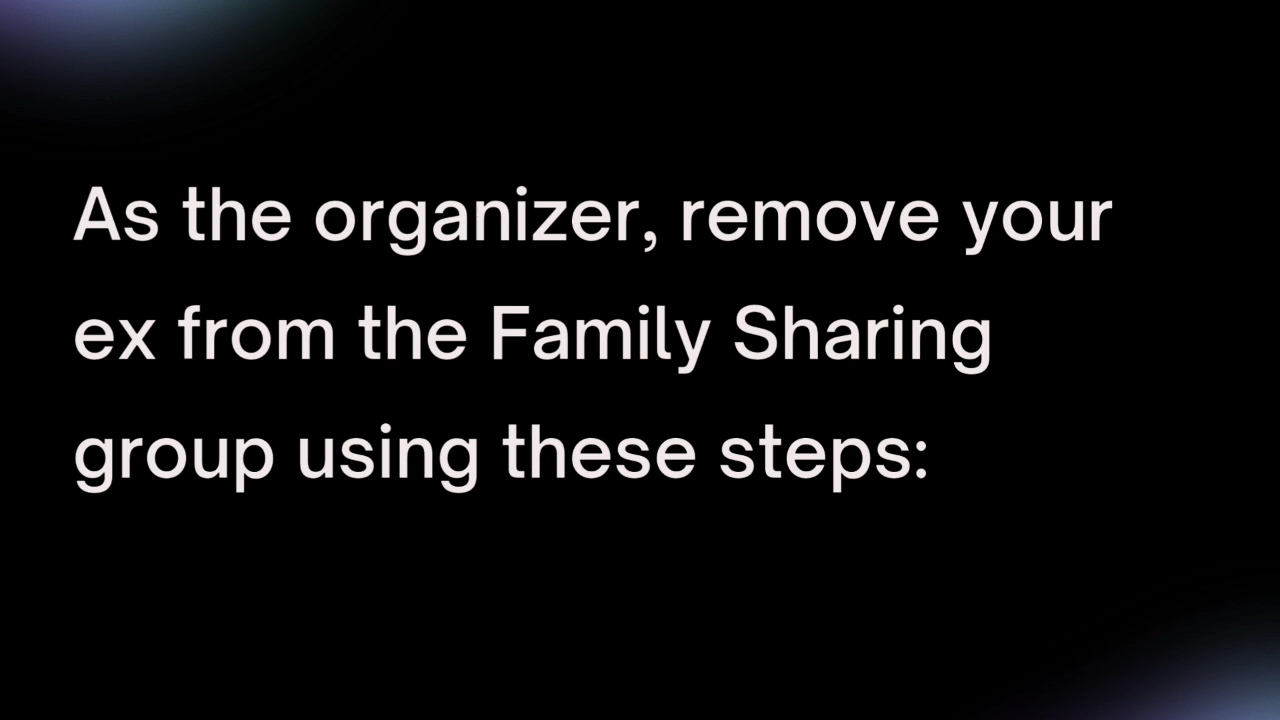 As the organizer, remove your
ex from the Family Sharing
group using these steps: